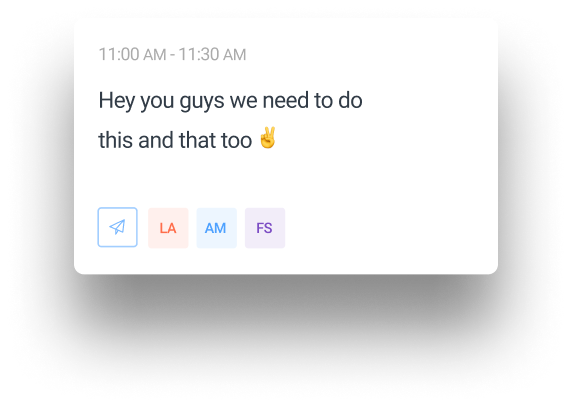 11:00 AM - 11:30 AM
Hey you guys we need to do
this and that too ✌️
LA AM FS